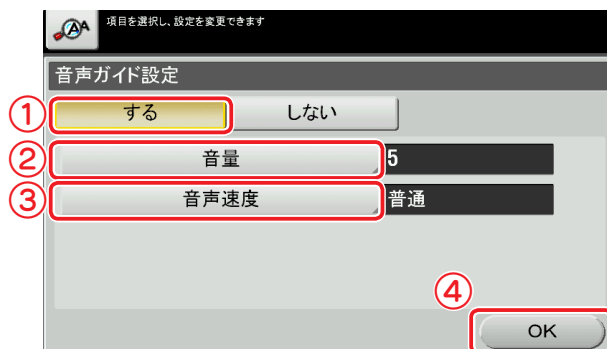 項目を選択し、設定を変更できます
音声ガイド設定
① する しない
② 音量 5
③ 音声速度 普通
④
OK